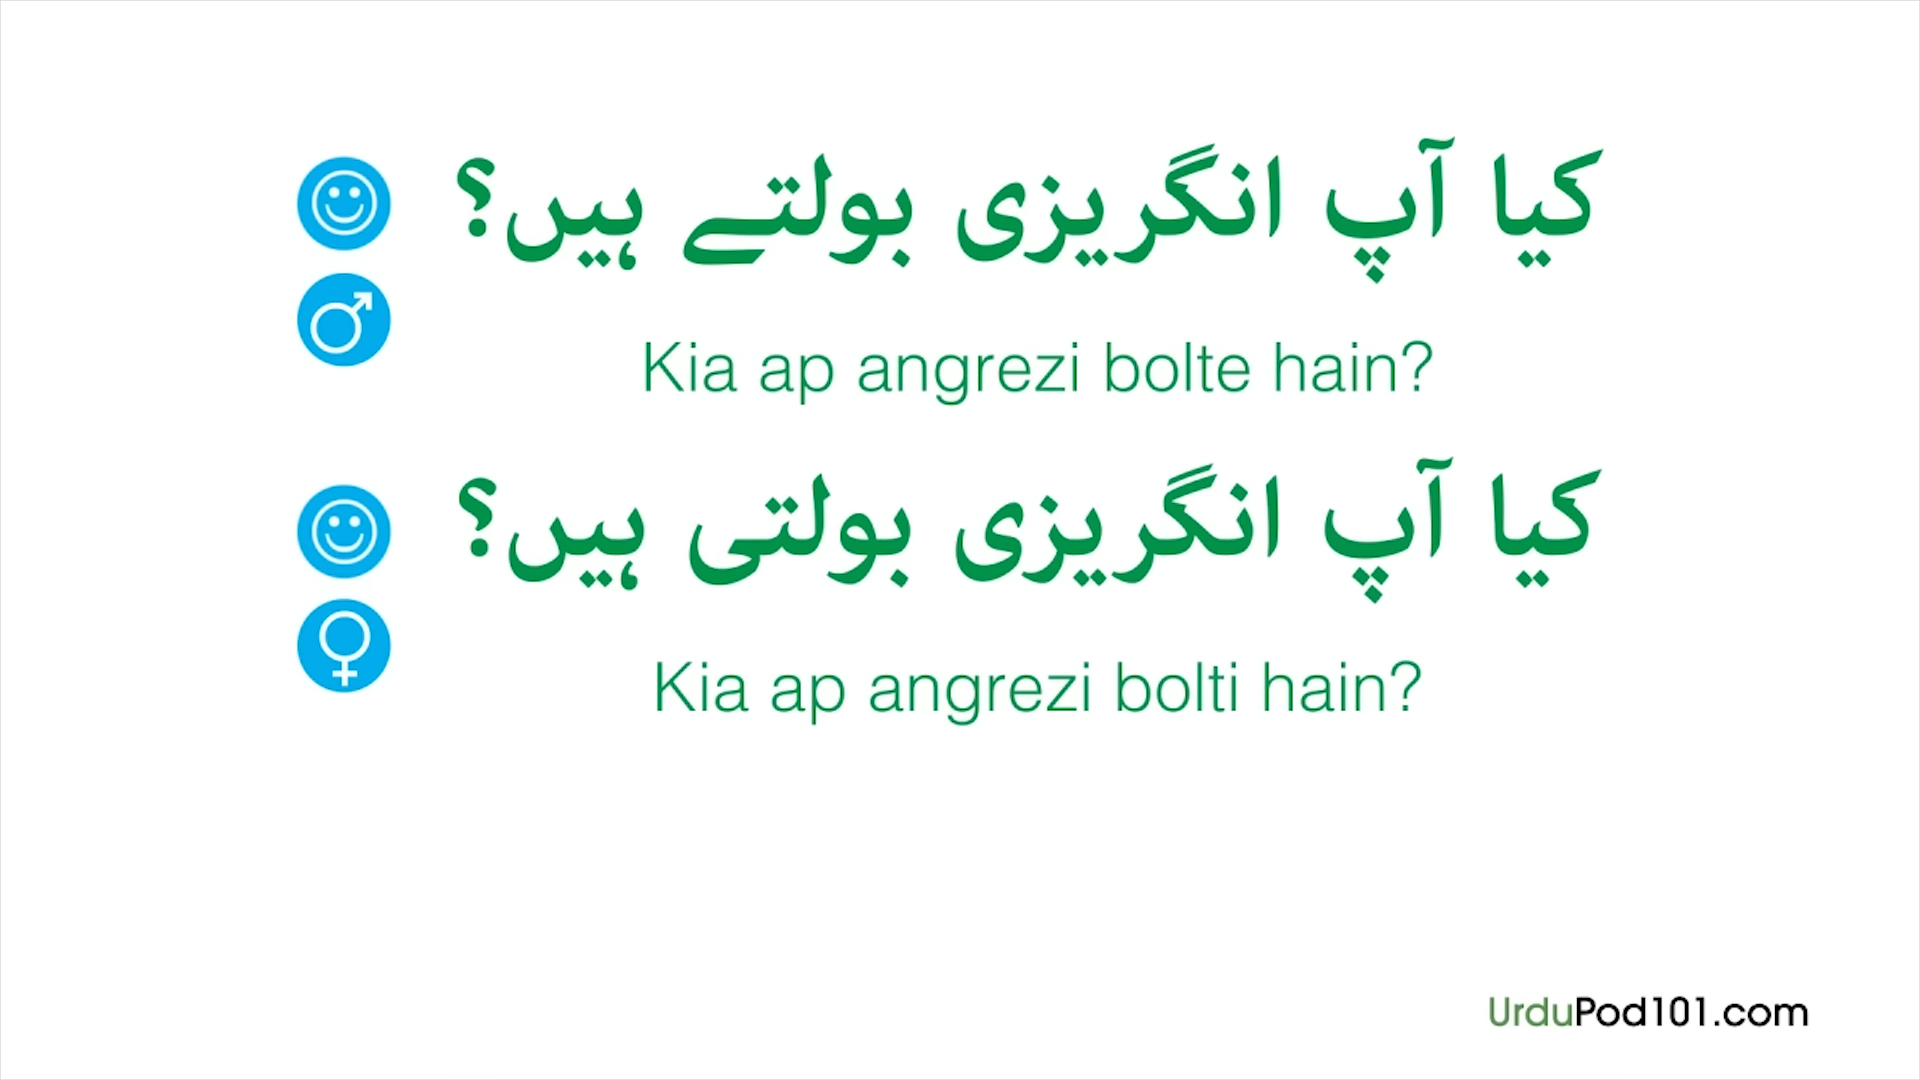 کیا آپ انگریزی بولتے ہیں؟
Kia ap angrezi bolte hain?
کیا آپ انگریزی بولتی ہیں؟
Kia ap angrezi bolti hain?
UrduPod101.com